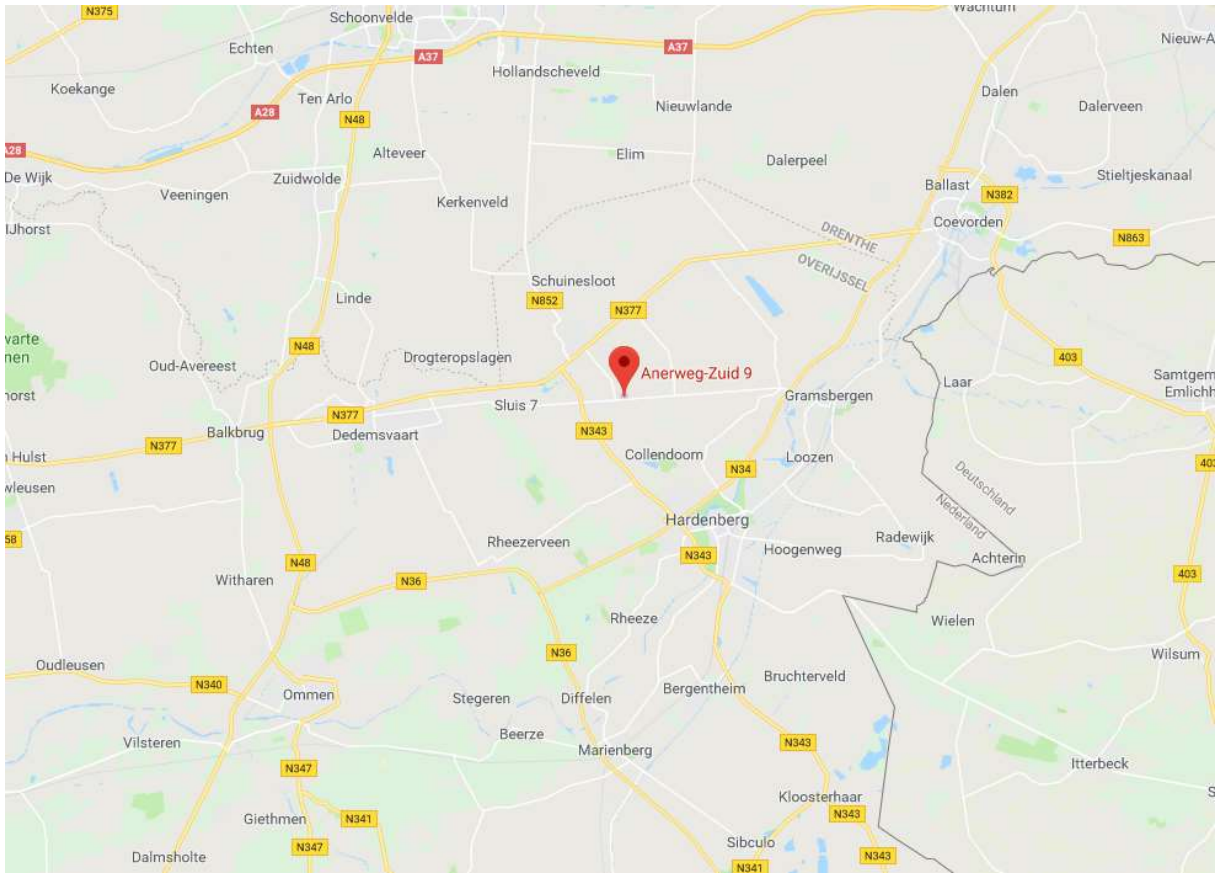 N375
Schoonvelde
Wachtum
Echten
A37
A37
Nieuw-A
Hollandscheveld
Koekange
Ten Arlo
Nieuwlande
Dalen
Dalerveen
A28
N48
A28
Alteveer
Elim
Dalerpeel
De Wijk
Zuidwolde
Stieltjeskanaal
Veeningen
Ballast
N382
Kerkenveld
Coevorden
IJhorst
DRENTHE
N863
OVERIJSSEL
Schuinesloot
Linde
N852
N377
warte
nen
N48
Drogteropslagen
403
Oud-Avereest
Anerweg-Zuid 9
Laar
Samtgem
Emlichh
horst
Sluis 7
Gramsbergen
N377
Balkbrug
Dedemsvaart
N343
N377
Hulst
Collendoorn
Loozen
N34
403
wleusen
Deutschland
Nederland
Hardenberg
58
Rheezerveen
N343
Hoogenweg
Radewijk
Achterin
N48
Witharen
N36
403
Rheeze
Wielen
Oudleusen
N36
Wilsum
N340
Ommen
Stegeren
Diffelen
Bergentheim
Bruchterveld
Vilsteren
Beerze
Marienberg
N343
N347
Itterbeck
Kloosterhaar
Giethmen
N341
N343
N347
Sibculo
N343
Dalmsholte
N341